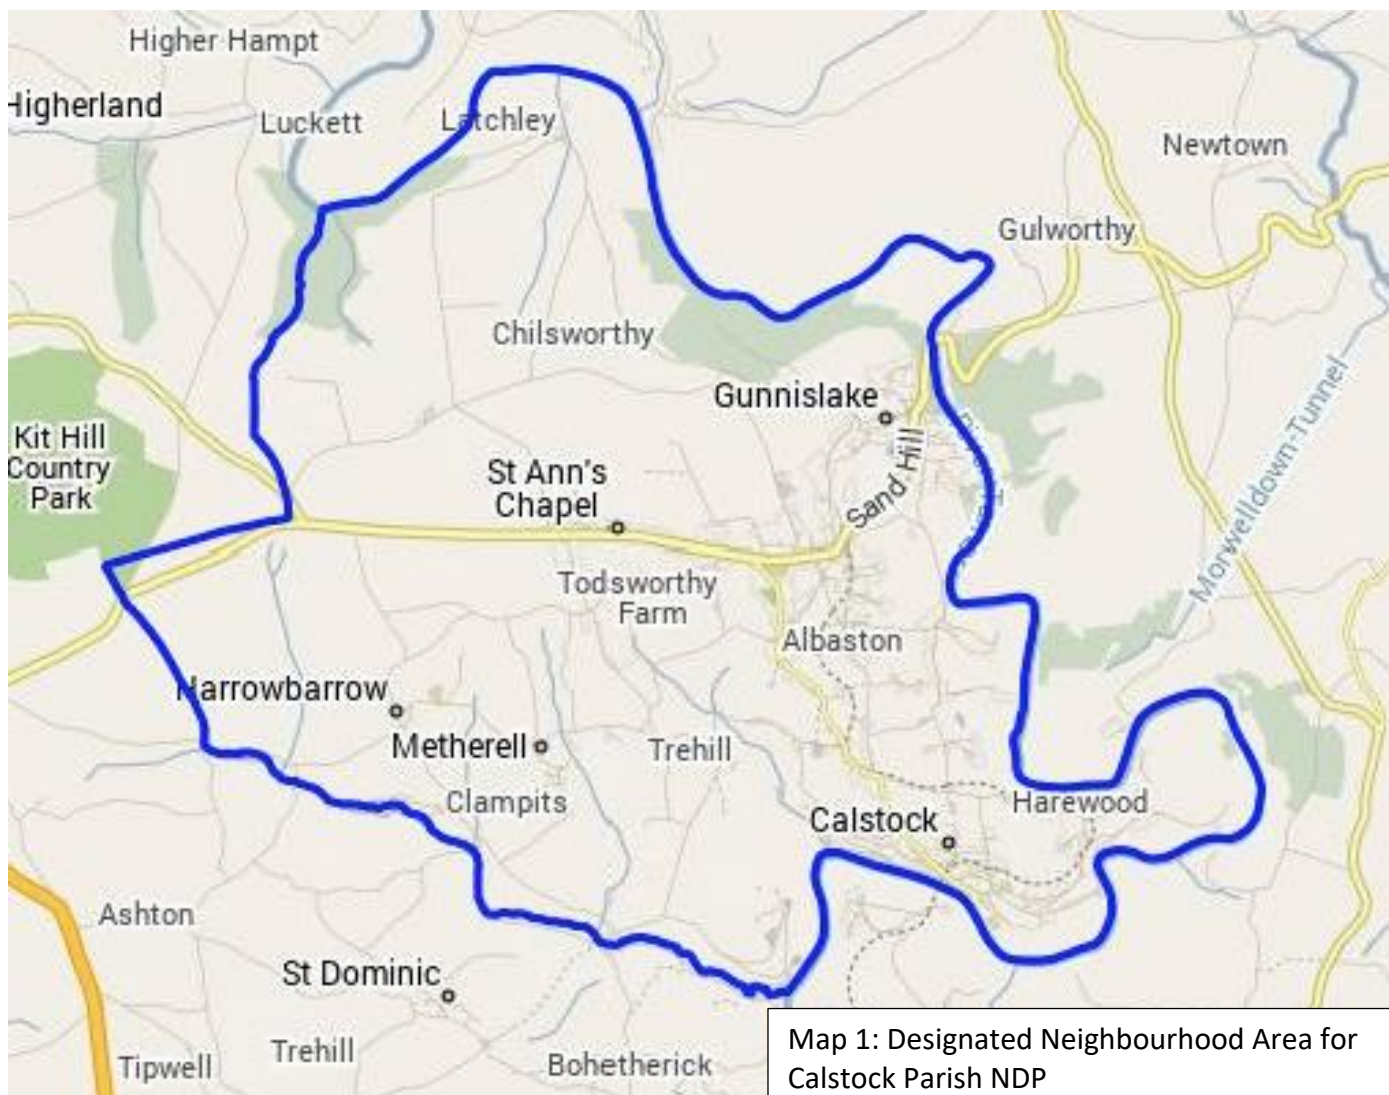 Higher Hampt
Higherland
Luckett
Latchley
Newtown
Gulworthy
Chilsworthy
Gunnislake
Kit Hill
Country
Park
St Ann's
Chapel
Sand Hill
River Tamar
Morwelldown-Tunnel
Todsworthy
Farm
Albaston
Harrowbarrow
Metherell
Trehill
Clampits
Calstock
Harewood
Ashton
St Dominic
Trehill
Tipwell
Bohetherick
Map 1: Designated Neighbourhood Area for
Calstock Parish NDP